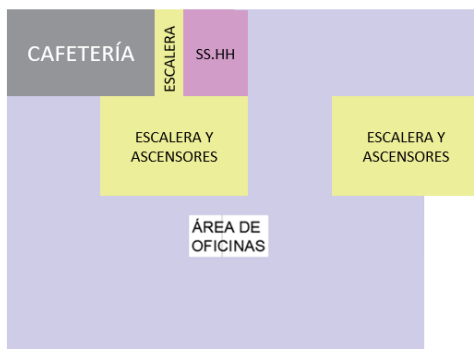 CAFETERÍA
ESCALERA
SS.HH
ESCALERA Y
ASCENSORES
ESCALERA Y
ASCENSORES
ÁREA DE
OFICINAS